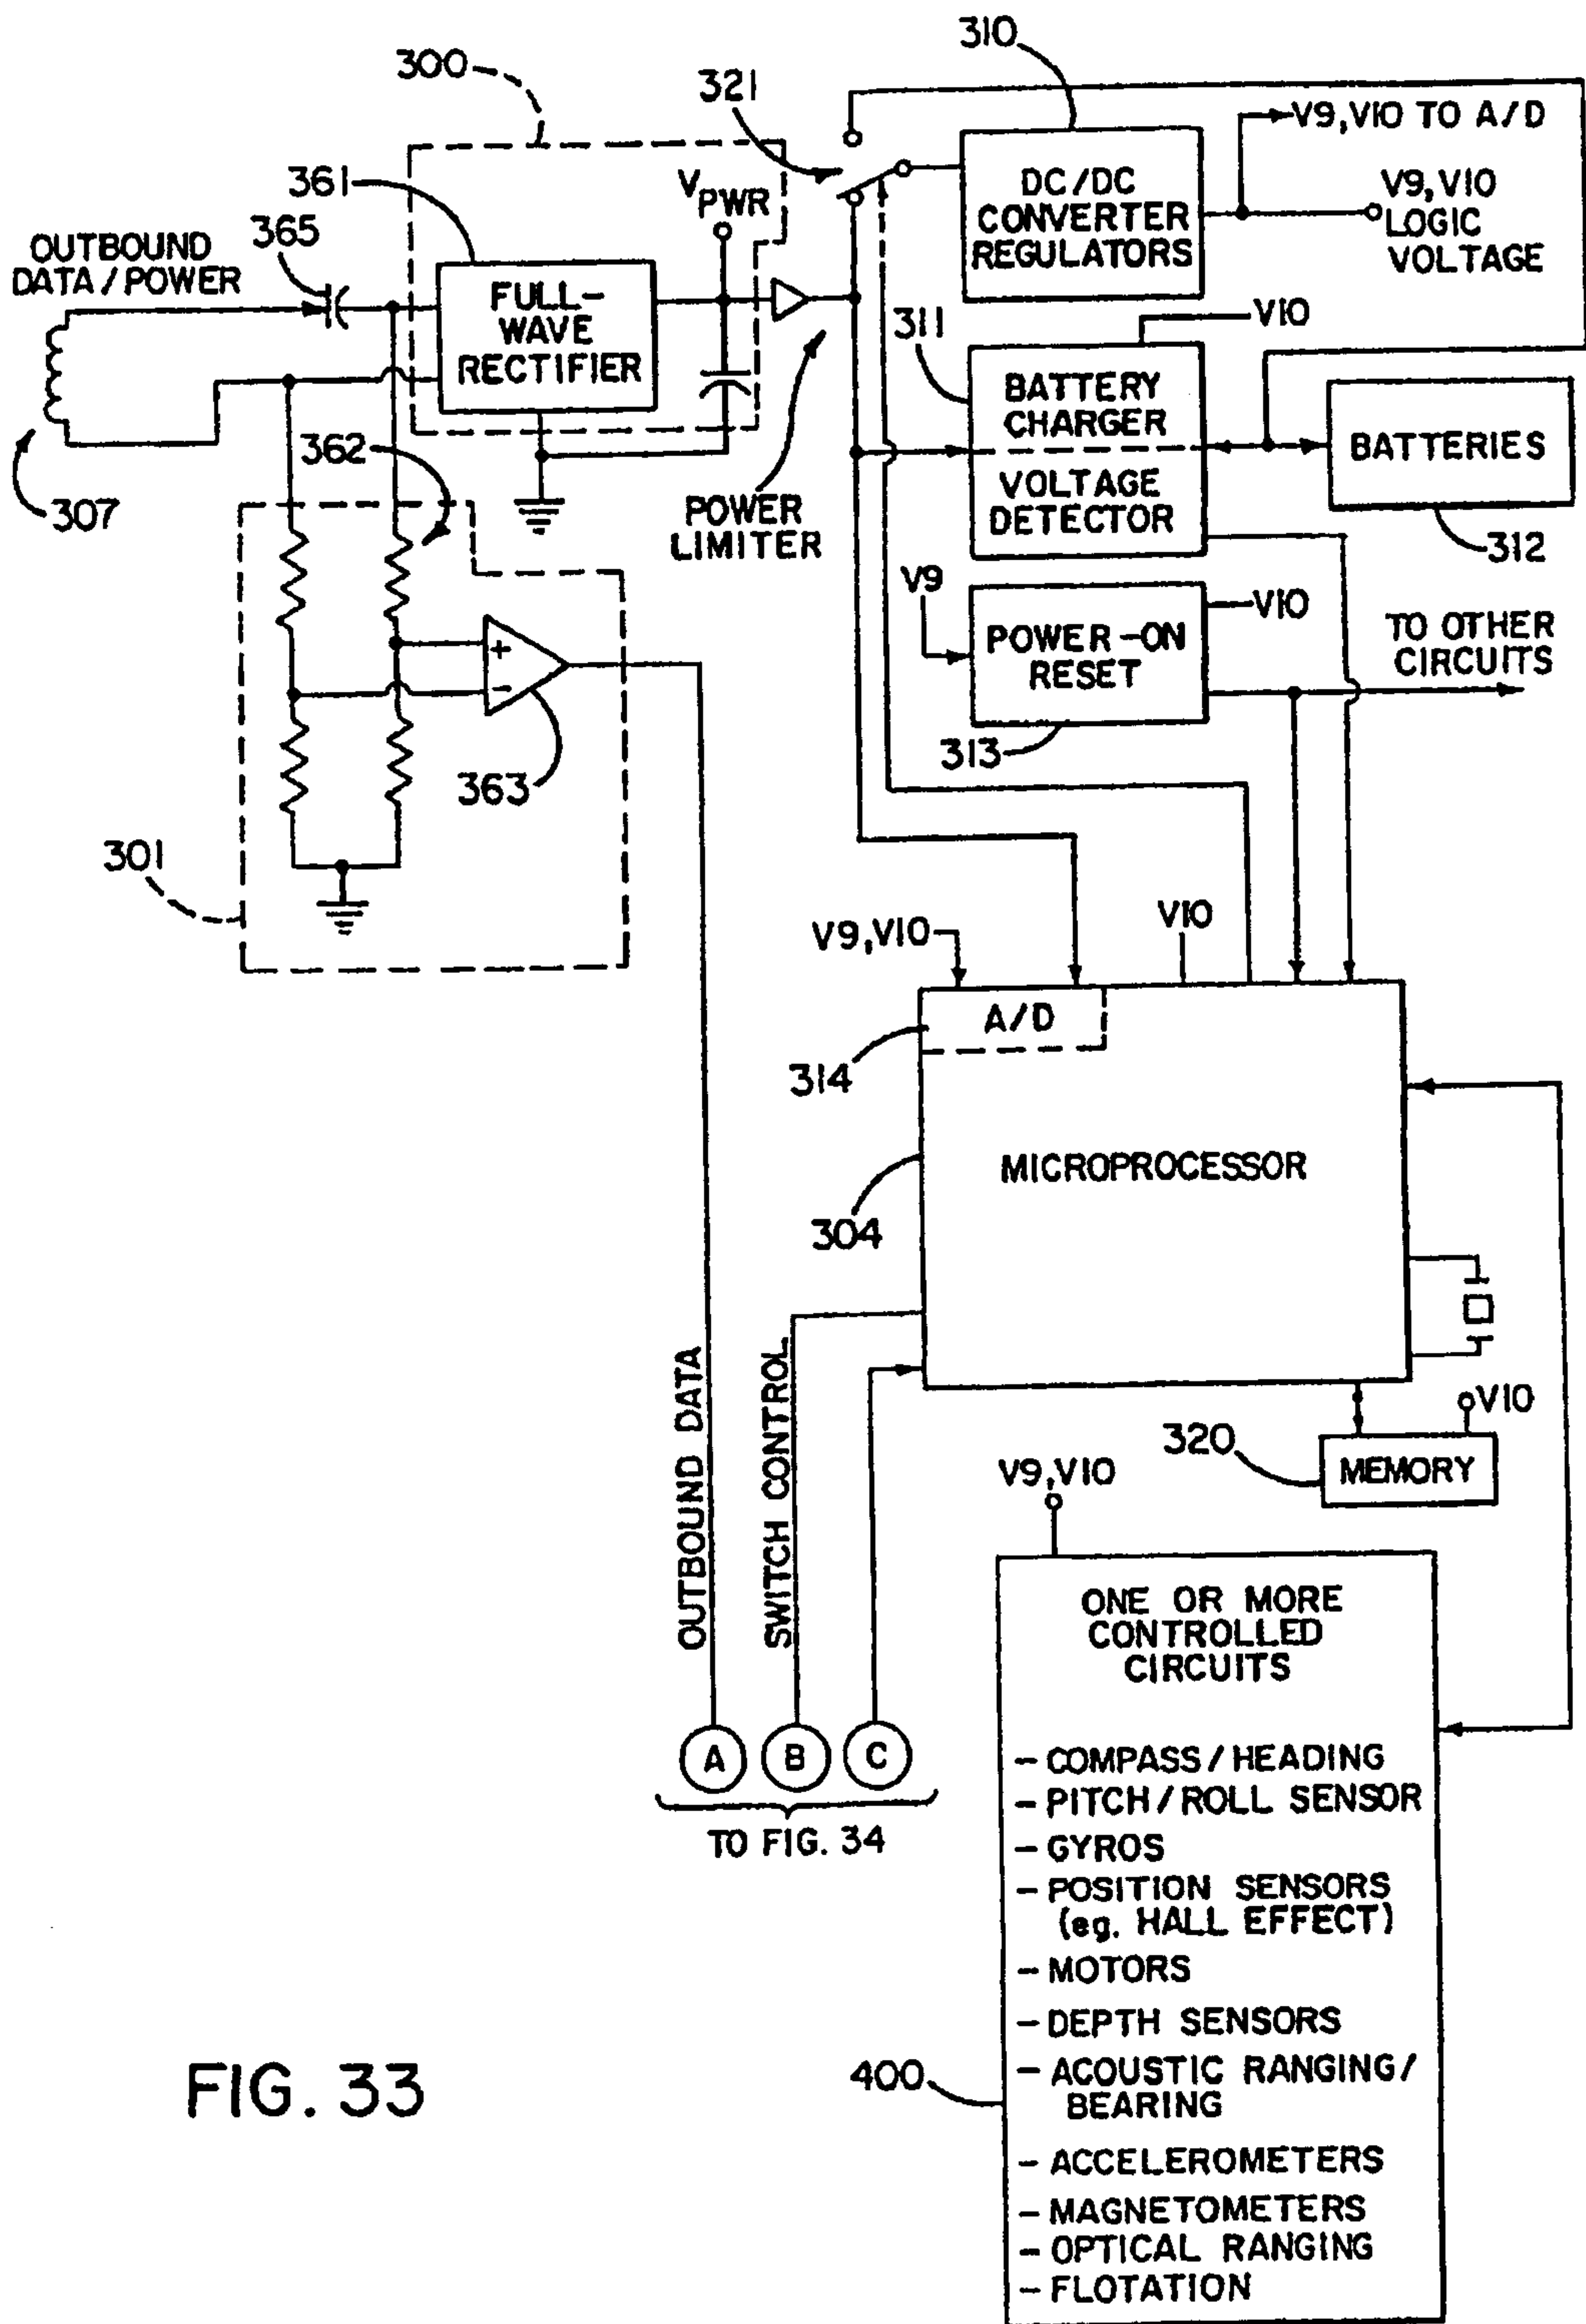 310
300
321
V9,V10 TO A/D
361
VPWR
DC/DC
CONVERTER
REGULATORS
V9,V10
LOGIC
VOLTAGE
OUTBOUND
DATA/POWER
365
FULL-
WAVE
RECTIFIER
311
V10
BATTERY
CHARGER
VOLTAGE
DETECTOR
BATTERIES
312
307
362
POWER
LIMITER
V9
V10
POWER-ON
RESET
313
TO OTHER
CIRCUITS
+
-
363
301
V9,V10
V10
A/D
314
MICROPROCESSOR
304
OUTBOUND DATA
SWITCH CONTROL
V10
320
MEMORY
V9,V10
A
B
C
TO FIG. 34
ONE OR MORE
CONTROLLED
CIRCUITS
- COMPASS/HEADING
- PITCH/ROLL SENSOR
- GYROS
- POSITION SENSORS
(eg. HALL EFFECT)
- MOTORS
- DEPTH SENSORS
- ACOUSTIC RANGING/
BEARING
- ACCELEROMETERS
- MAGNETOMETERS
- OPTICAL RANGING
- FLOTATION
400
FIG. 33